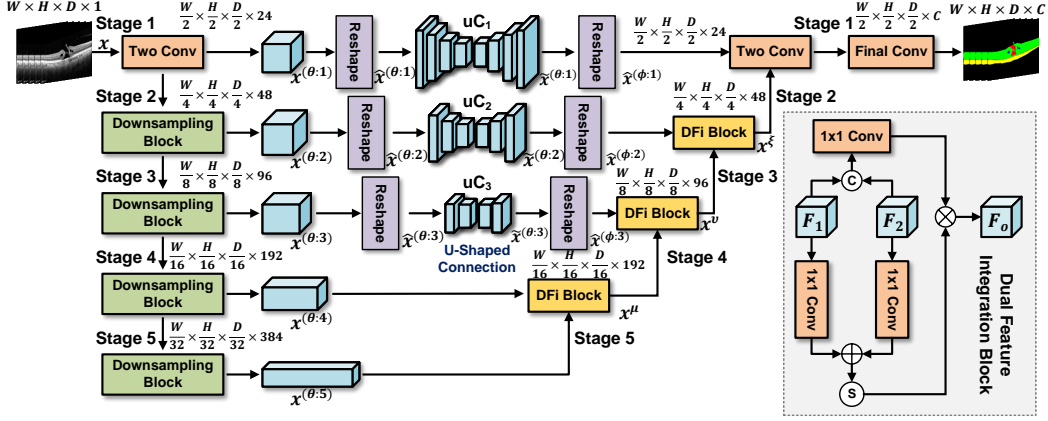 W × H × D × 1
x
Stage 1
W/2 × H/2 × D/2 × 24
Two Conv
x^(θ:1)
Reshape
x̂^(θ:1)
uC₁
x̃^(θ:1)
Reshape
x̂^(ϕ:1)
W/2 × H/2 × D/2 × 24
Two Conv
Stage 1
W/2 × H/2 × D/2 × C
Final Conv
W × H × D × C
Stage 2
W/4 × H/4 × D/4 × 48
Downsampling
Block
x^(θ:2)
Reshape
x̂^(θ:2)
uC₂
x̃^(θ:2)
Reshape
x̂^(ϕ:2)
W/4 × H/4 × D/4 × 48
Stage 2
DFi Block
x^ξ
Stage 3
W/8 × H/8 × D/8 × 96
Downsampling
Block
x^(θ:3)
Reshape
x̂^(θ:3)
uC₃
U-Shaped
Connection
x̃^(θ:3)
Reshape
x̂^(ϕ:3)
W/8 × H/8 × D/8 × 96
Stage 3
DFi Block
x^υ
Stage 4
W/16 × H/16 × D/16 × 192
Downsampling
Block
x^(θ:4)
W/16 × H/16 × D/16 × 192
Stage 4
DFi Block
x^μ
Stage 5
W/32 × H/32 × D/32 × 384
Downsampling
Block
x^(θ:5)
Stage 5
1x1 Conv
C
F₁
F₂
Fₒ
1x1 Conv
1x1 Conv
S
Dual Feature
Integration Block